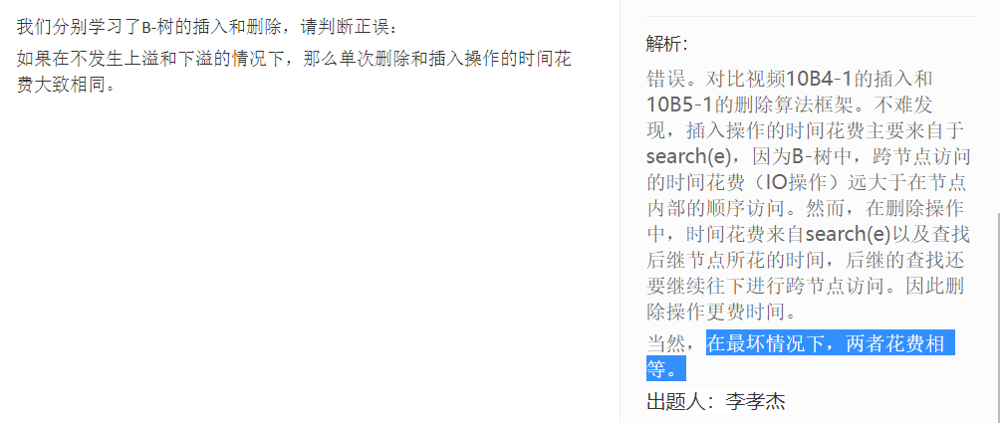 我们分别学习了B-树的插入和删除，请判断正误：
如果在不发生上溢和下溢的情况下，那么单次删除和插入操作的时间花
费大致相同。
解析：
错误。对比视频10B4-1的插入和
10B5-1的删除算法框架。不难发
现，插入操作的时间花费主要来自于
search(e)，因为B-树中，跨节点访问
的时间花费（IO操作）远大于在节点
内部的顺序访问。然而，在删除操作
中，时间花费来自search(e)以及查找
后继节点所花的时间，后继的查找还
要继续往下进行跨节点访问。因此删
除操作更费时间。
当然，在最坏情况下，两者花费相
等。
出题人：李孝杰